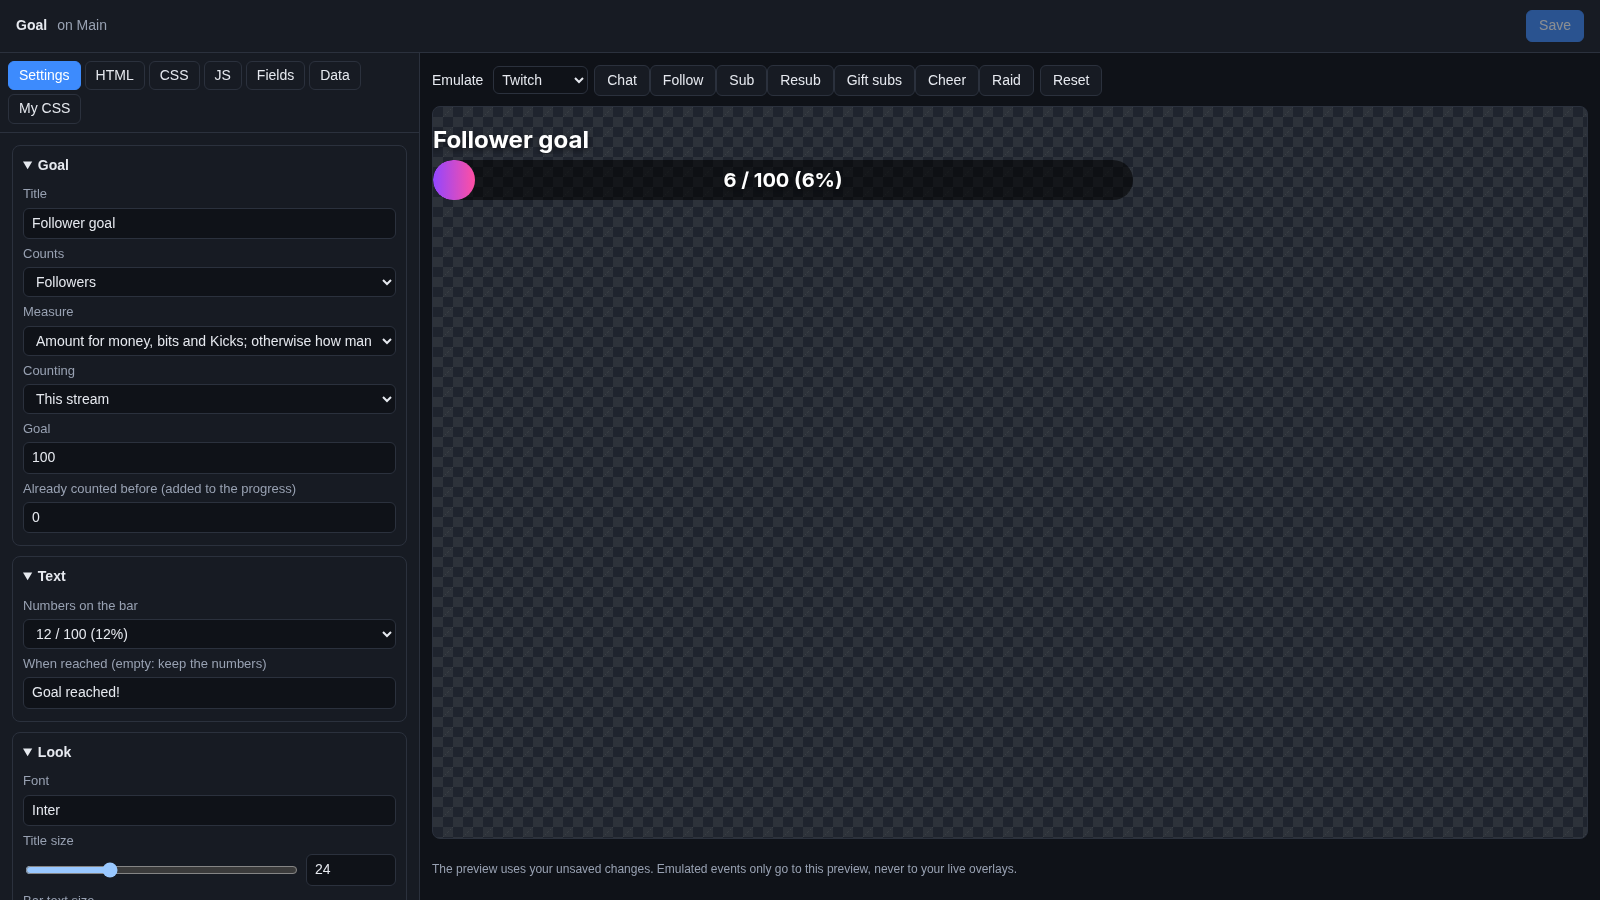 Goal on Main
Save
Settings HTML CSS JS Fields Data
My CSS
Emulate Twitch Chat Follow Sub Resub Gift subs Cheer Raid Reset
Goal
Title
Follower goal
Counts
Followers
Measure
Amount for money, bits and Kicks; otherwise how man
Counting
This stream
Goal
100
Already counted before (added to the progress)
0
Text
Numbers on the bar
12 / 100 (12%)
When reached (empty: keep the numbers)
Goal reached!
Look
Font
Inter
Title size
24
Bar text size
Follower goal
6 / 100 (6%)
The preview uses your unsaved changes. Emulated events only go to this preview, never to your live overlays.